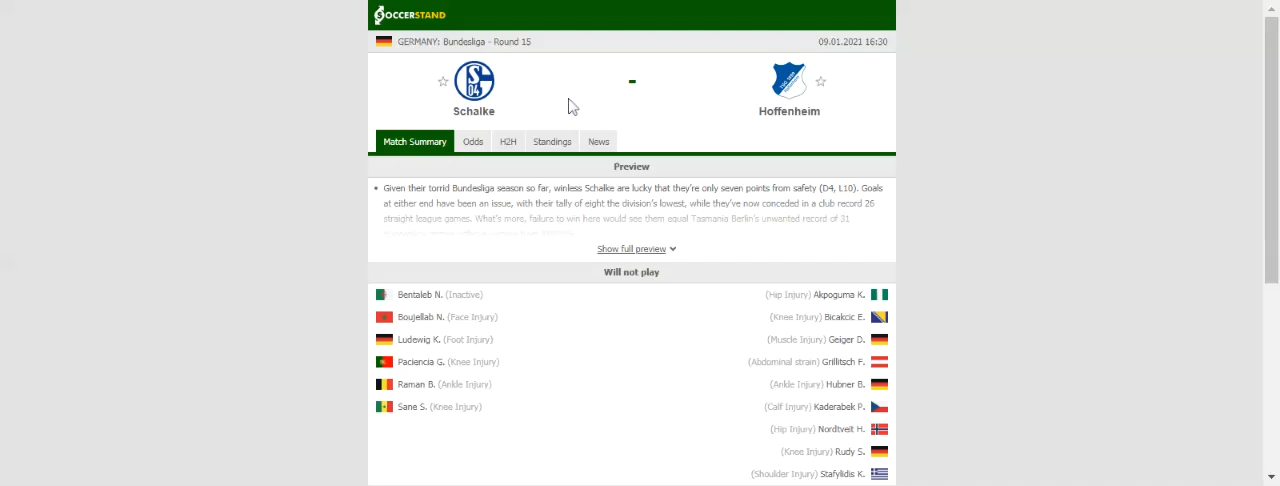 SOCCERSTAND
GERMANY: Bundesliga - Round 15 09.01.2021 16:30
-
Schalke Hoffenheim
Match Summary Odds H2H Standings News
Preview
• Given their torrid Bundesliga season so far, winless Schalke are lucky that they're only seven points from safety (D4, L10). Goals
at either end have been an issue, with their tally of eight the division's lowest, while they've now conceded in a club record 26
straight league games. What's more, failure to win here would see them equal Tasmania Berlin's unwanted record of 31
Show full preview
Will not play
Bentaleb N. (Inactive) (Hip Injury) Akpoguma K.
Boujellab N. (Face Injury) (Knee Injury) Bicakcic E.
Ludewig K. (Foot Injury) (Muscle Injury) Geiger D.
Paciencia G. (Knee Injury) (Abdominal strain) Grillitsch F.
Raman B. (Ankle Injury) (Ankle Injury) Hubner B.
Sane S. (Knee Injury) (Calf Injury) Kaderabek P.
(Hip Injury) Nordtveit H.
(Knee Injury) Rudy S.
(Shoulder Injury) Stafylidis K.